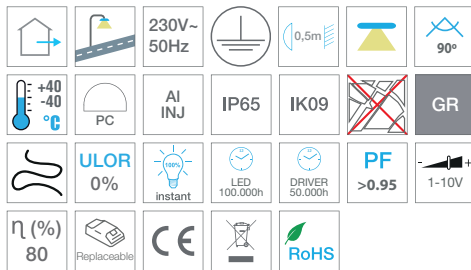 230V~
50Hz
0,5m
90º
+40
-40
°C
PC
Al
INJ
IP65
IK09
GR
ULOR
0%
100%
instant
LED
100.000h
DRIVER
50.000h
PF
>0.95
- +
1-10V
η (%)
80
Replaceable
CE
RoHS